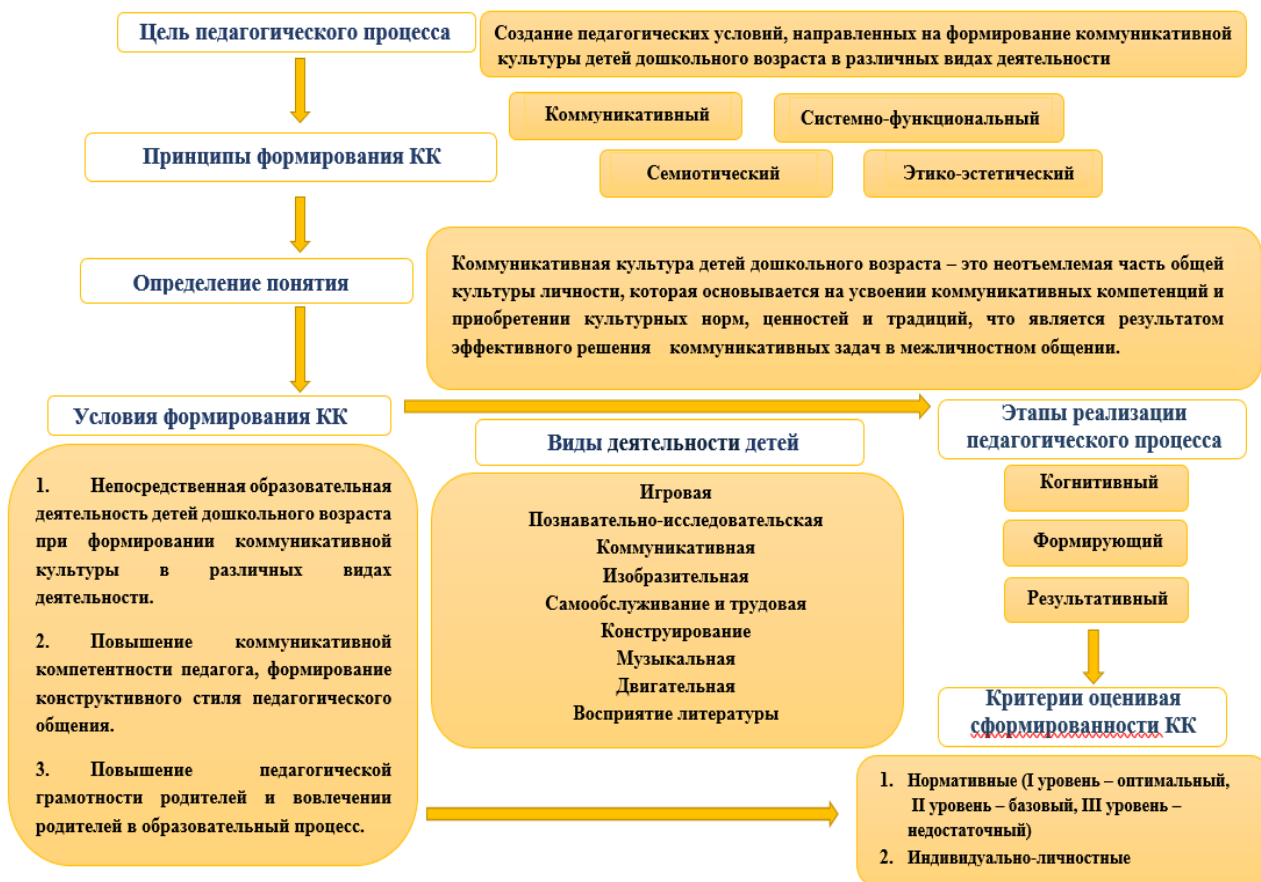 Цель педагогического процесса
Создание педагогических условий, направленных на формирование коммуникативной
культуры детей дошкольного возраста в различных видах деятельности
Коммуникативный
Системно-функциональный
Принципы формирования КК
Семиотический
Этико-эстетический
Определение понятия
Коммуникативная культура детей дошкольного возраста – это неотъемлемая часть общей
культуры личности, которая основывается на усвоении коммуникативных компетенций и
приобретении культурных норм, ценностей и традиций, что является результатом
эффективного решения коммуникативных задач в межличностном общении.
Условия формирования КК
1. Непосредственная образовательная
деятельность детей дошкольного возраста
при формировании коммуникативной
культуры в различных видах
деятельности.
2. Повышение коммуникативной
компетентности педагога, формирование
конструктивного стиля педагогического
общения.
3. Повышение педагогической
грамотности родителей и вовлечении
родителей в образовательный процесс.
Виды деятельности детей
Игровая
Познавательно-исследовательская
Коммуникативная
Изобразительная
Самообслуживание и трудовая
Конструирование
Музыкальная
Двигательная
Восприятие литературы
Этапы реализации
педагогического процесса
Когнитивный
Формирующий
Результативный
Критерии оценивая
сформированности КК
1. Нормативные (I уровень – оптимальный,
II уровень – базовый, III уровень –
недостаточный)
2. Индивидуально-личностные